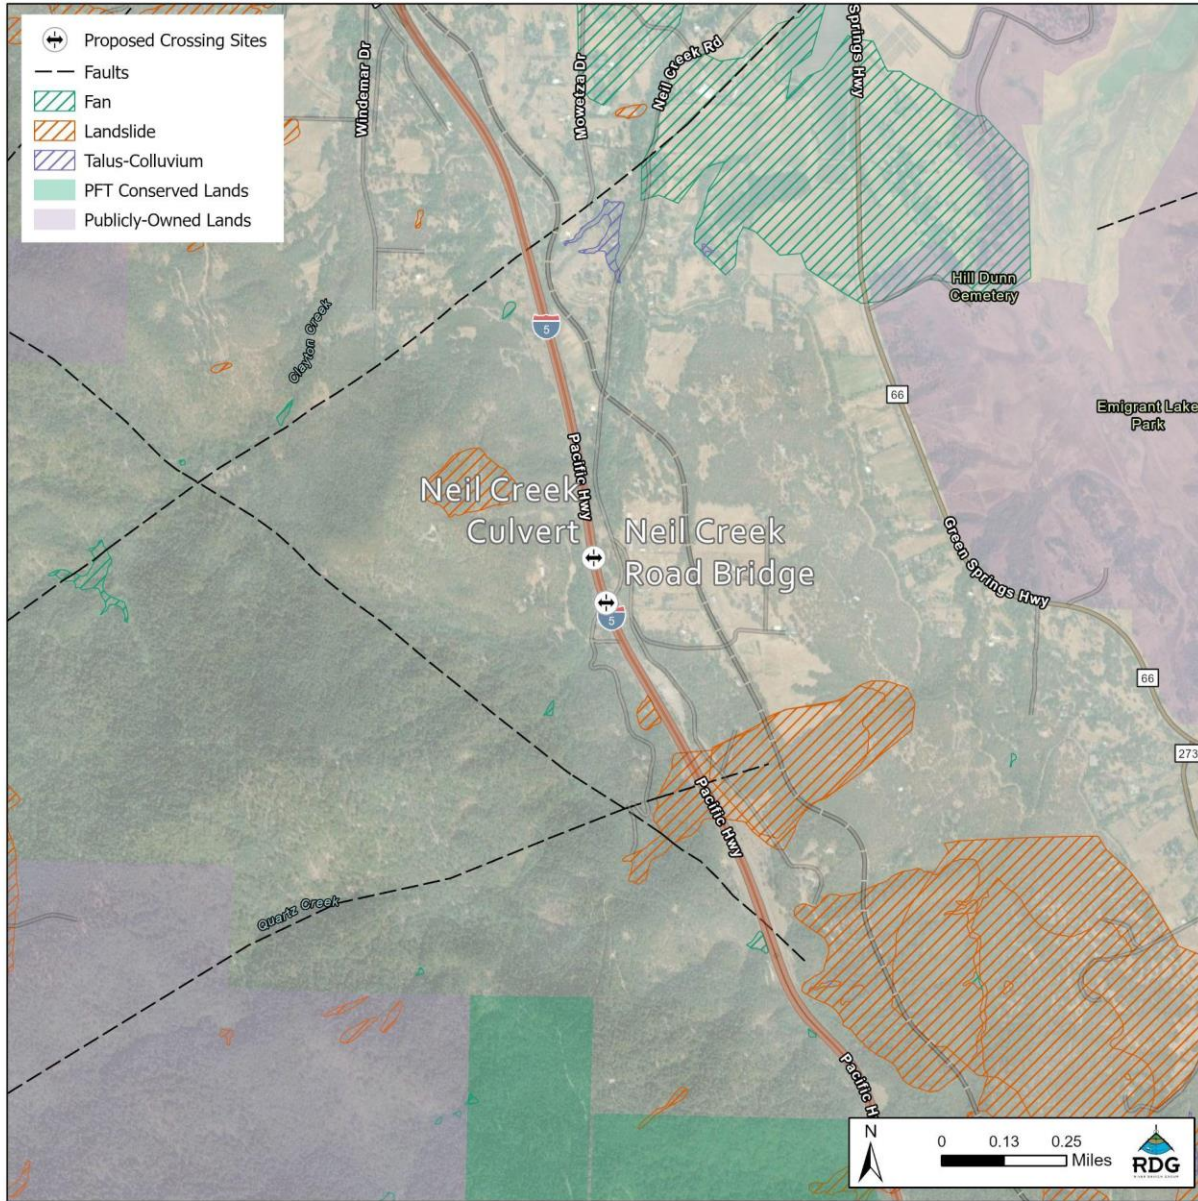 Proposed Crossing Sites
Faults
Fan
Landslide
Talus-Colluvium
PFT Conserved Lands
Publicly-Owned Lands
Windemar Dr
Mowetza Dr
Neil Creek Rd
Springs Hwy
Clayton Creek
Hill Dunn
Cemetery
5
66
Emigrant Lake
Park
Pacific Hwy
Neil Creek
Culvert
Neil Creek
Road Bridge
Green Springs Hwy
5
66
273
Pacific Hwy
Quartz Creek
Pacific H
N
0 0.13 0.25
Miles
RDG
RIVER DESIGN GROUP